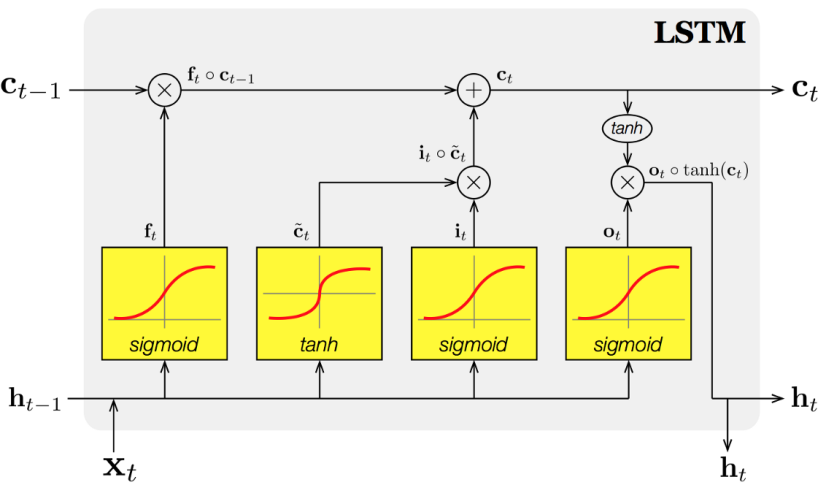 LSTM
c_{t−1}
f_t ∘ c_{t−1}
c_t
c_t
tanh
i_t ∘ c̃_t
o_t ∘ tanh(c_t)
f_t
c̃_t
i_t
o_t
sigmoid
tanh
sigmoid
sigmoid
h_{t−1}
h_t
x_t
h_t